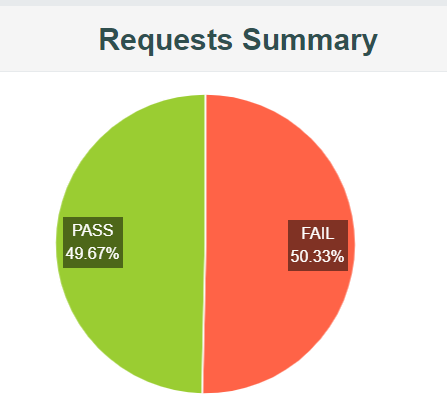 Requests Summary
PASS
49.67%
FAIL
50.33%